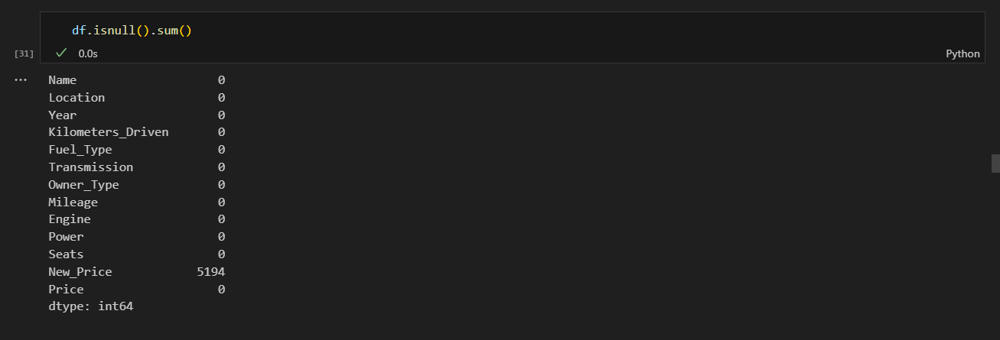 df.isnull().sum()
[31] 0.0s Python
... Name 0
Location 0
Year 0
Kilometers_Driven 0
Fuel_Type 0
Transmission 0
Owner_Type 0
Mileage 0
Engine 0
Power 0
Seats 0
New_Price 5194
Price 0
dtype: int64